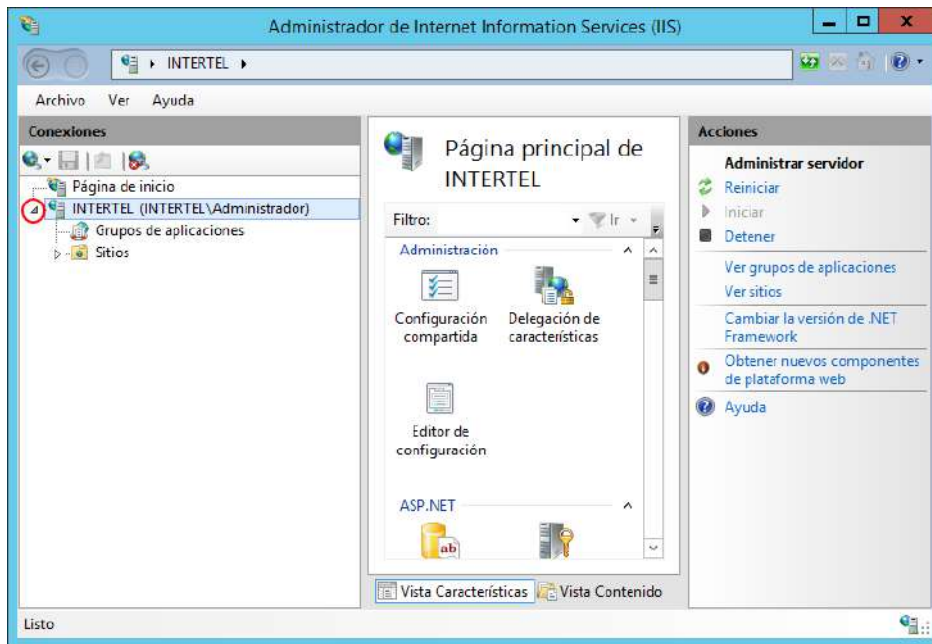 Administrador de Internet Information Services (IIS)
INTERTEL
Archivo Ver Ayuda
Conexiones
Página de inicio
INTERTEL (INTERTEL\Administrador)
Grupos de aplicaciones
Sitios
Página principal de
INTERTEL
Filtro: Ir
Administración
Configuración
compartida
Delegación de
características
Editor de
configuración
ASP.NET
ab
Vista Características Vista Contenido
Acciones
Administrar servidor
Reiniciar
Iniciar
Detener
Ver grupos de aplicaciones
Ver sitios
Cambiar la versión de .NET
Framework
Obtener nuevos componentes
de plataforma web
Ayuda
Listo